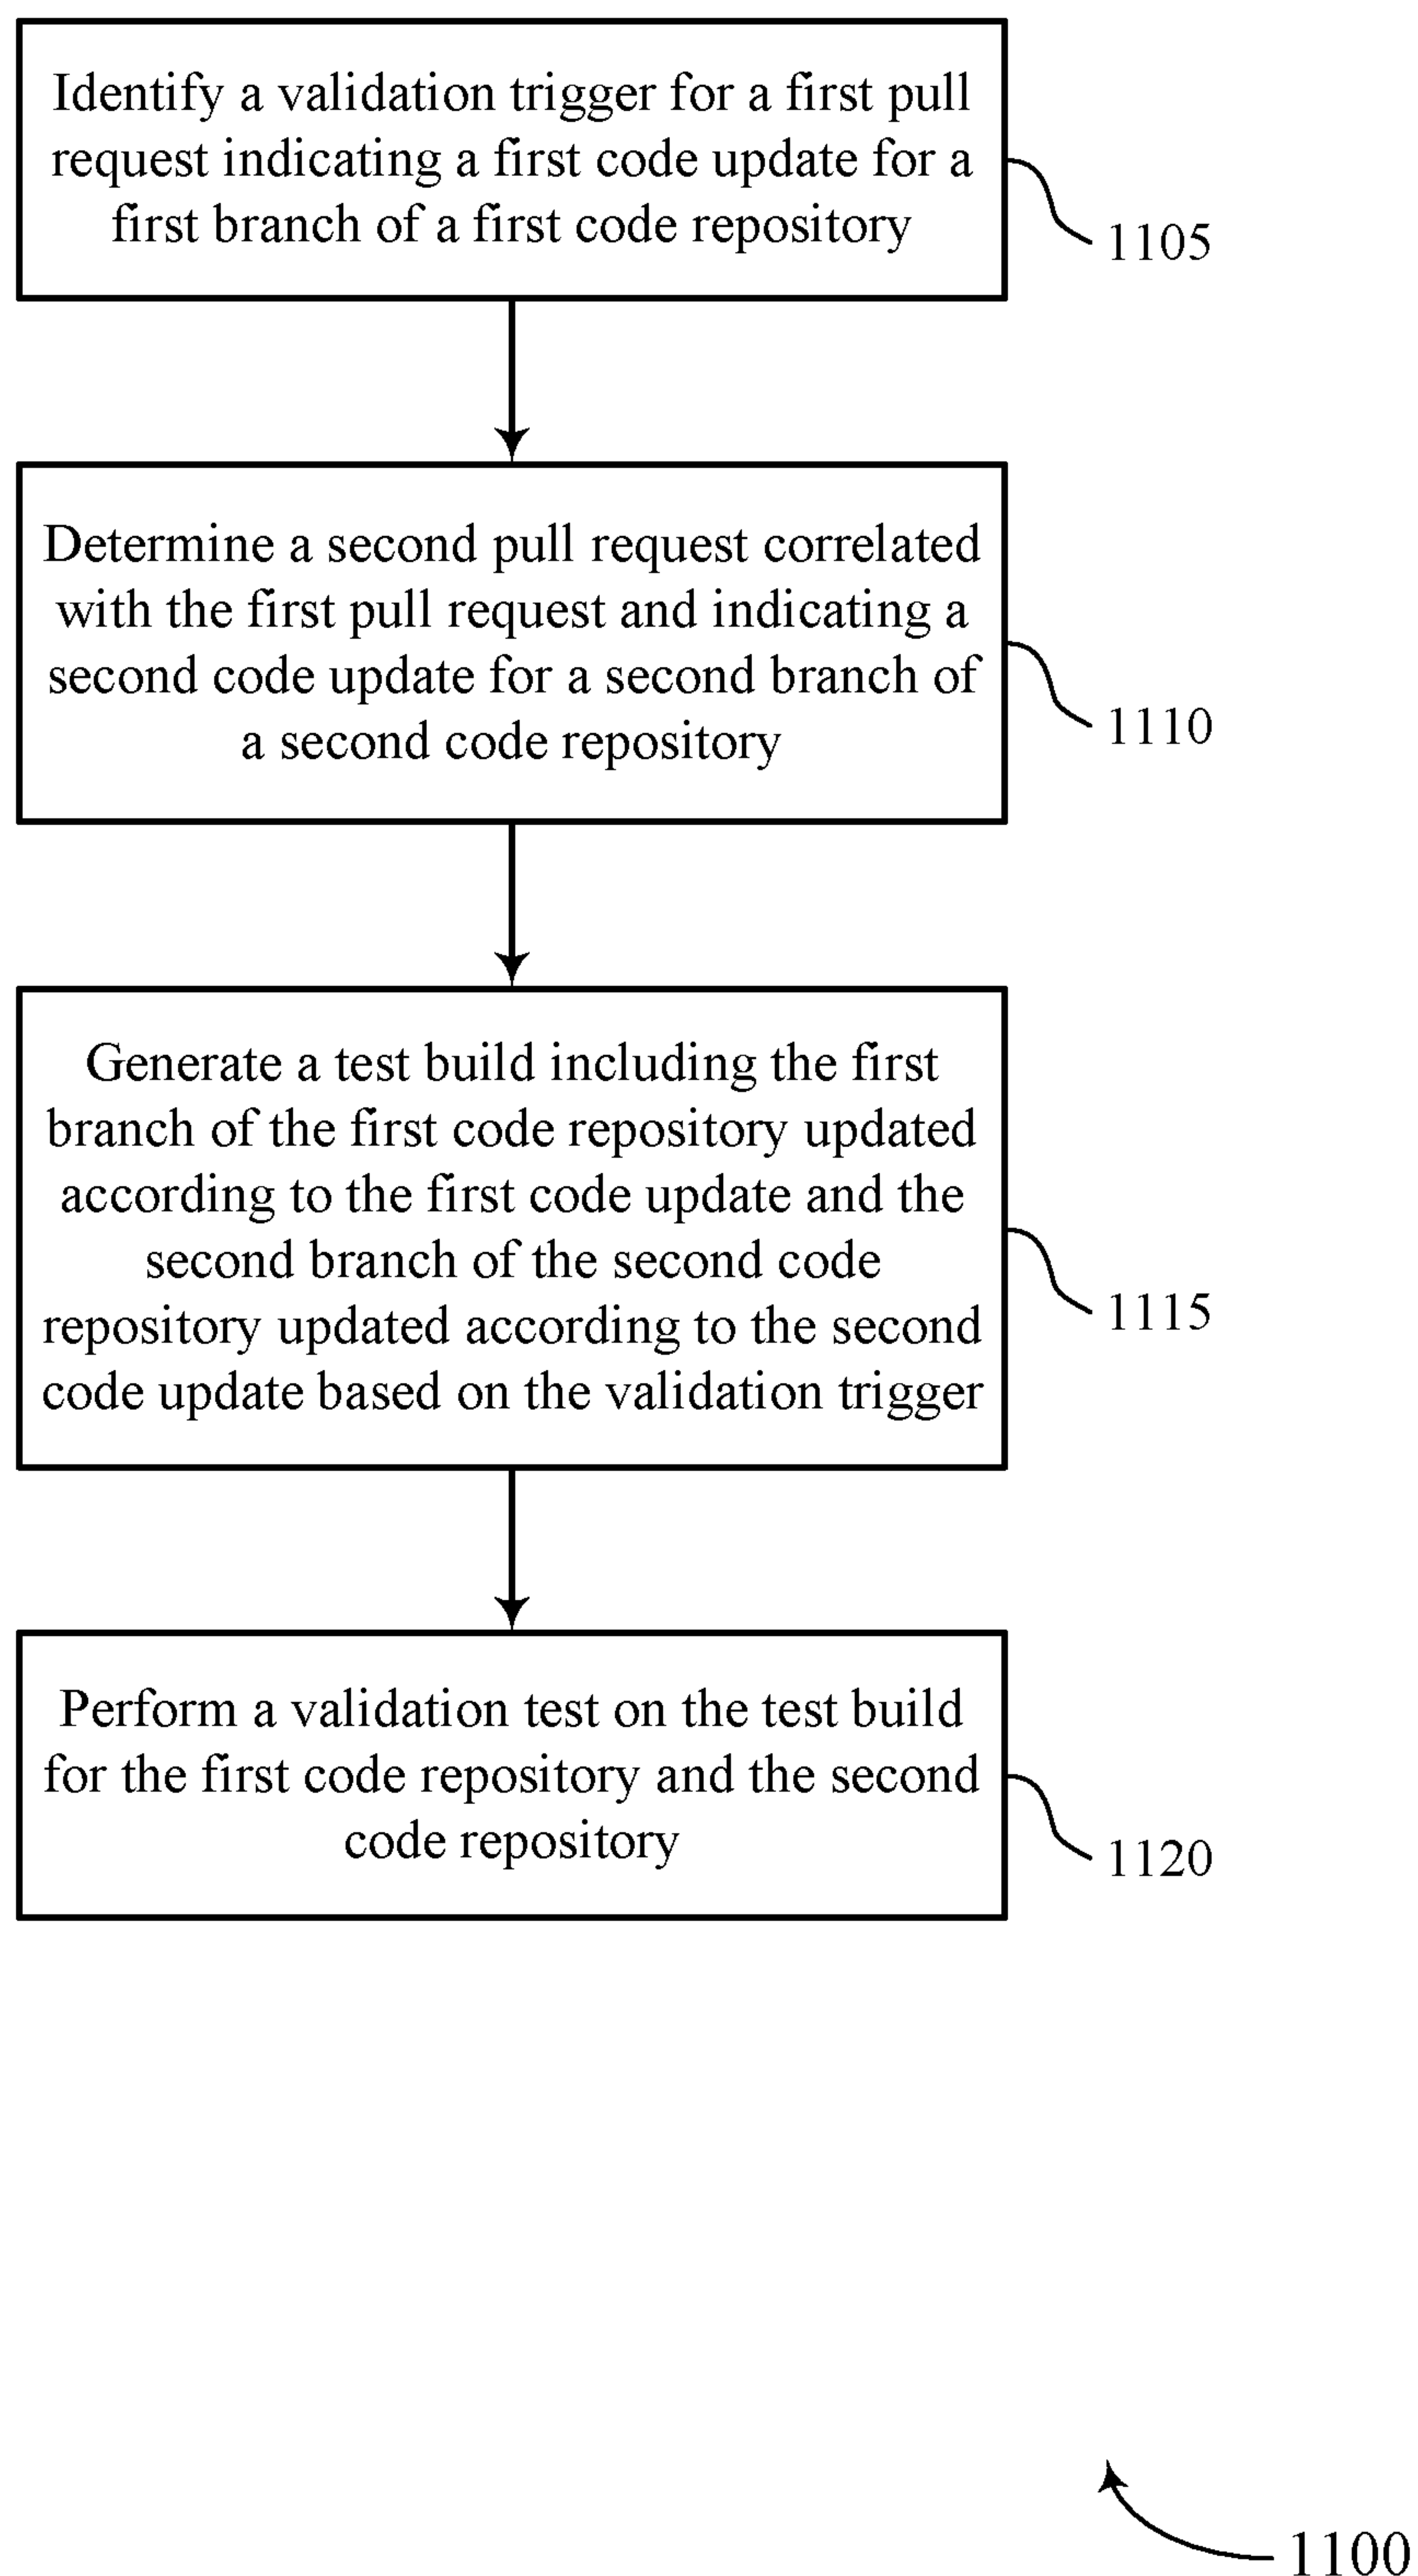 Identify a validation trigger for a first pull
request indicating a first code update for a
first branch of a first code repository
1105
Determine a second pull request correlated
with the first pull request and indicating a
second code update for a second branch of
a second code repository
1110
Generate a test build including the first
branch of the first code repository updated
according to the first code update and the
second branch of the second code
repository updated according to the second
code update based on the validation trigger
1115
Perform a validation test on the test build
for the first code repository and the second
code repository
1120
1100